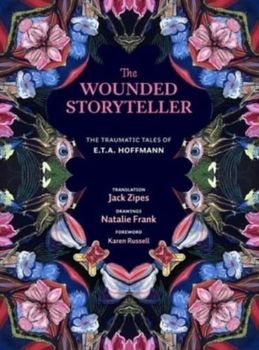 The
WOUNDED
STORYTELLER
THE TRAUMATIC TALES OF
E.T.A. HOFFMANN
TRANSLATION
Jack Zipes
DRAWINGS
Natalie Frank
FOREWORD
Karen Russell